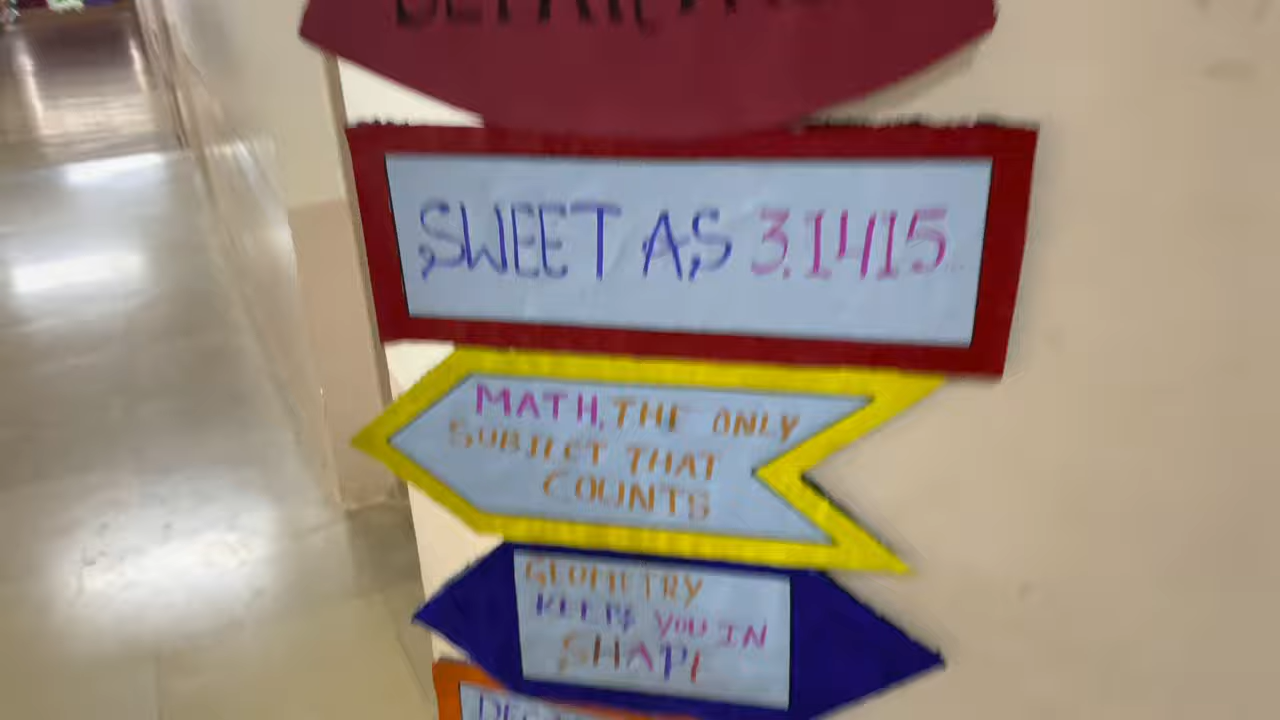 SWEET AS 3.1415
MATH, THE ONLY
SUBJECT THAT
COUNTS
GEOMETRY
KEEPS YOU IN
SHAPE